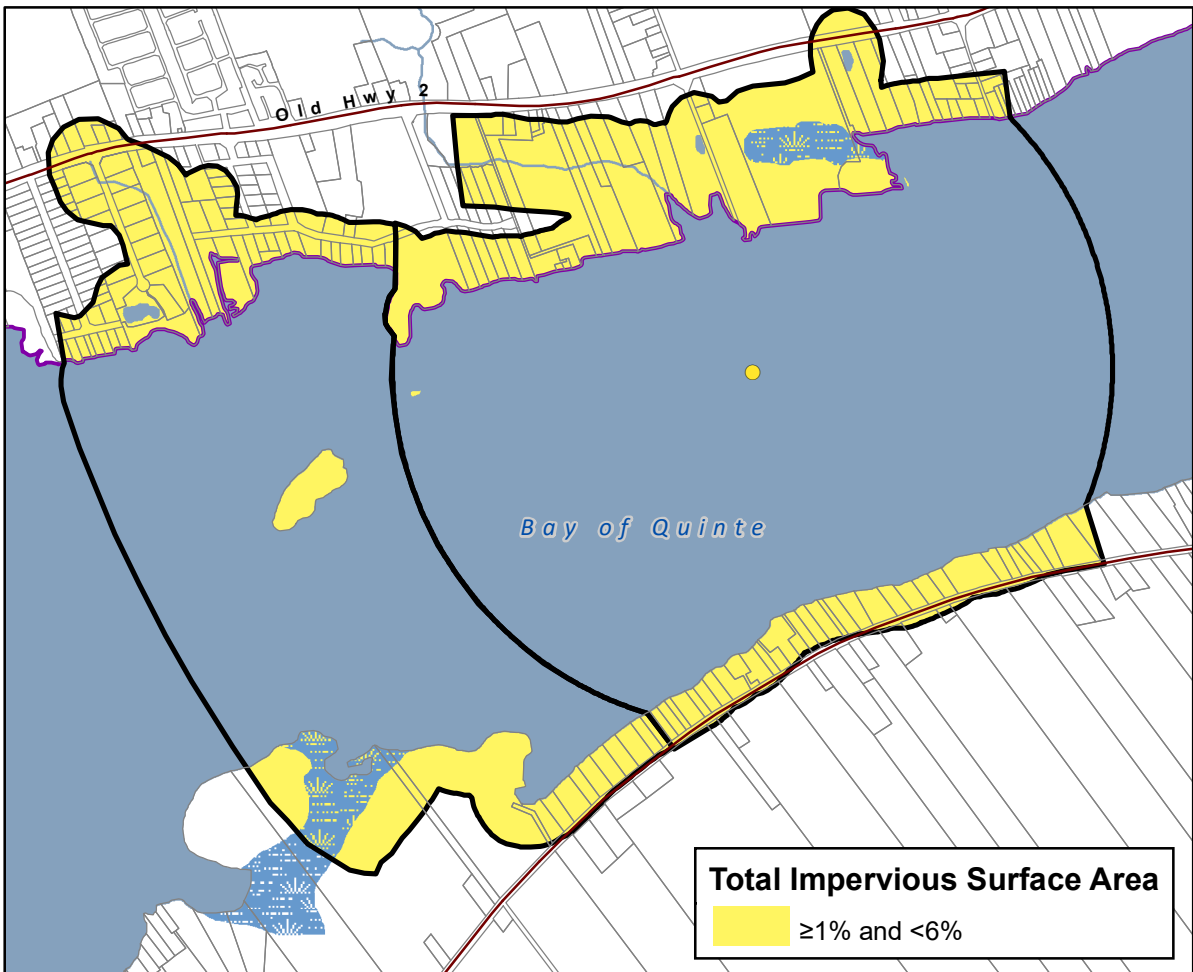 Old Hwy 2
Bay of Quinte
Total Impervious Surface Area
≥1% and <6%